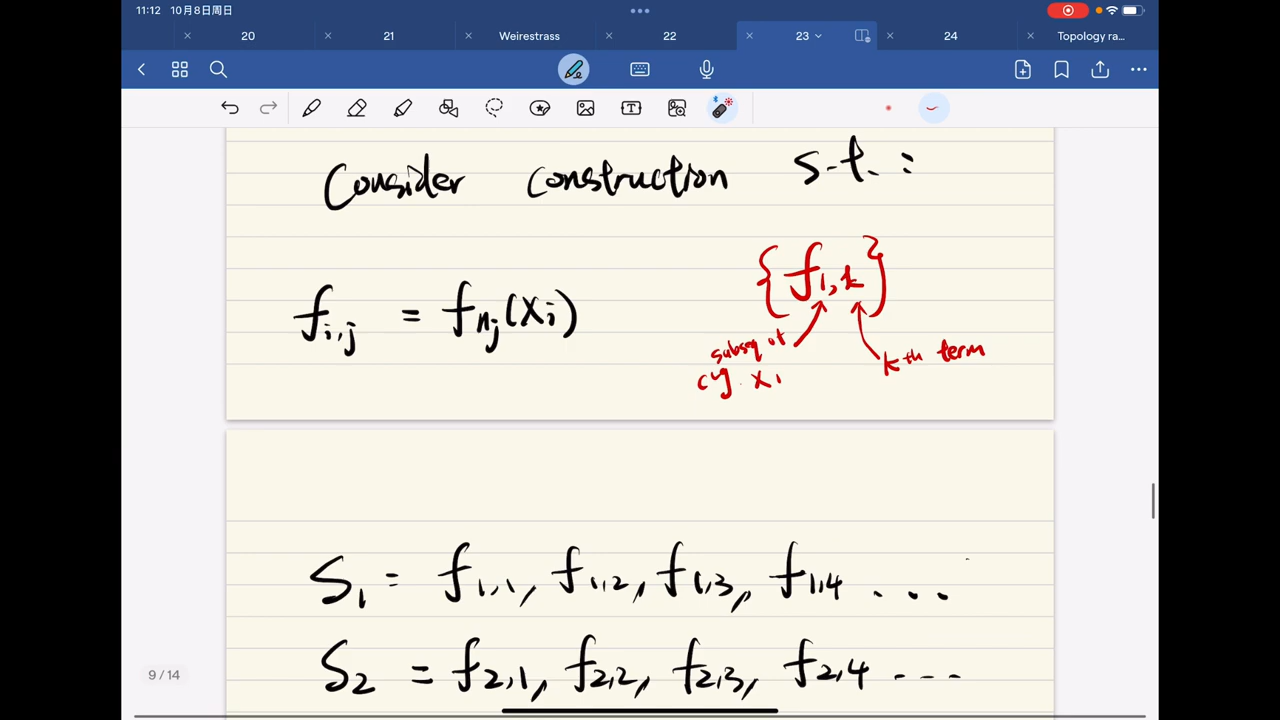 11:12 10月8日周日
20 21 Weirestrass 22 23 24 Topology ra...
Consider construction s.t. :
{f1,k}
fi,j = fnj(xi)
subseq of
cvg x1
kth term
S1 = f1,1, f1,2, f1,3, f1,4 ...
S2 = f2,1, f2,2, f2,3, f2,4 ...
9 / 14